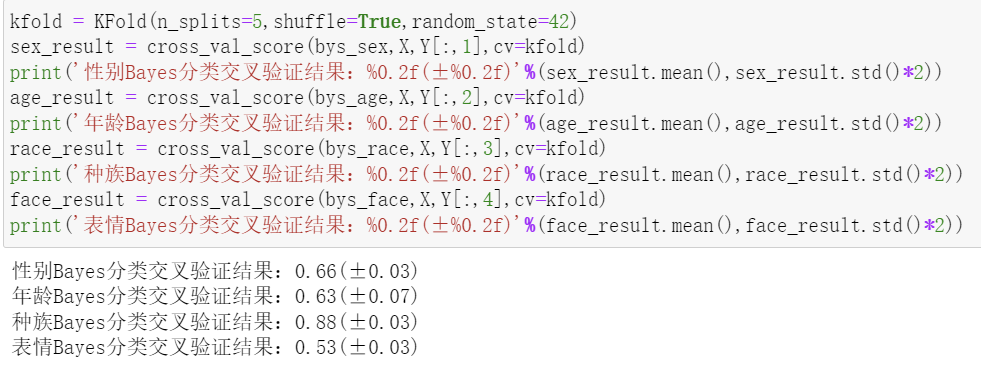 kfold = KFold(n_splits=5,shuffle=True,random_state=42)
sex_result = cross_val_score(bys_sex,X,Y[:,1],cv=kfold)
print('性别Bayes分类交叉验证结果：%0.2f(±%0.2f)'%(sex_result.mean(),sex_result.std()*2))
age_result = cross_val_score(bys_age,X,Y[:,2],cv=kfold)
print('年龄Bayes分类交叉验证结果：%0.2f(±%0.2f)'%(age_result.mean(),age_result.std()*2))
race_result = cross_val_score(bys_race,X,Y[:,3],cv=kfold)
print('种族Bayes分类交叉验证结果：%0.2f(±%0.2f)'%(race_result.mean(),race_result.std()*2))
face_result = cross_val_score(bys_face,X,Y[:,4],cv=kfold)
print('表情Bayes分类交叉验证结果：%0.2f(±%0.2f)'%(face_result.mean(),face_result.std()*2))
性别Bayes分类交叉验证结果：0.66(±0.03)
年龄Bayes分类交叉验证结果：0.63(±0.07)
种族Bayes分类交叉验证结果：0.88(±0.03)
表情Bayes分类交叉验证结果：0.53(±0.03)